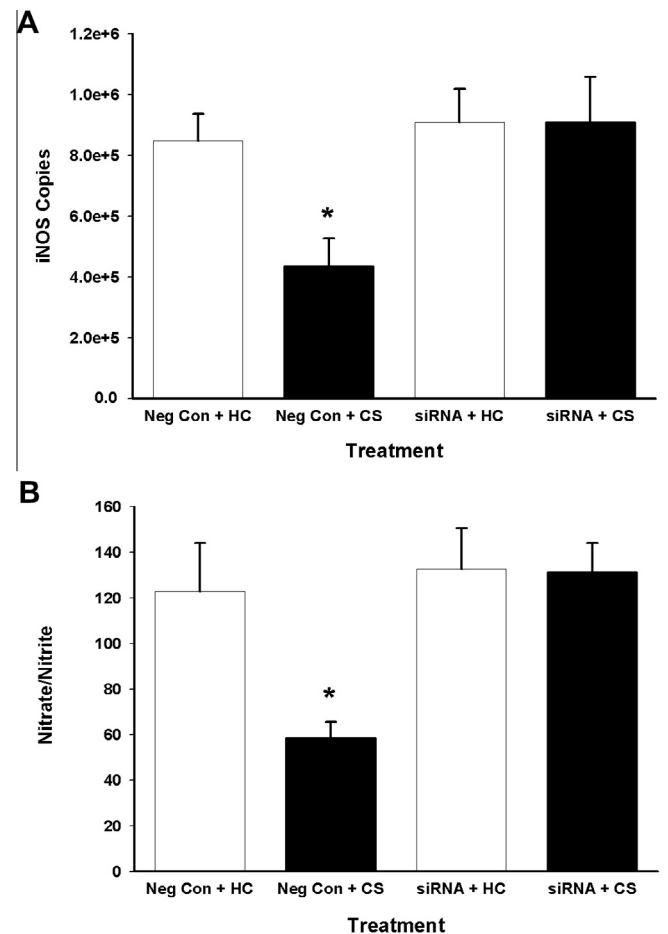 A
1.2e+6
1.0e+6
8.0e+5
6.0e+5
4.0e+5
2.0e+5
0.0
iNOS Copies
*
Neg Con + HC Neg Con + CS siRNA + HC siRNA + CS
Treatment
B
160
140
120
100
80
60
40
20
0
Nitrate/Nitrite
*
Neg Con + HC Neg Con + CS siRNA + HC siRNA + CS
Treatment